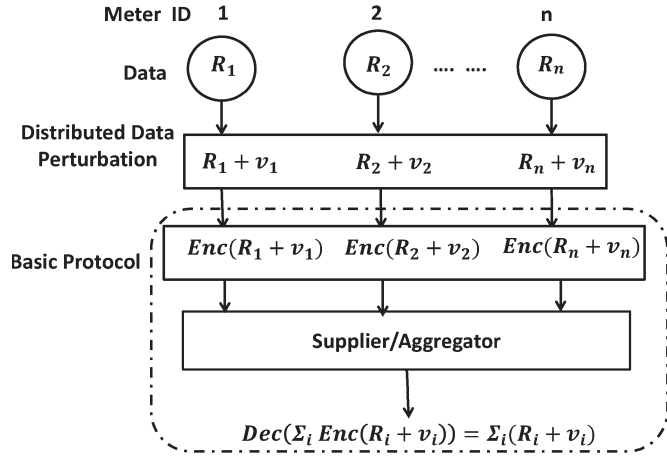 Meter ID 1 2 n
Data R₁ R₂ .... .... Rₙ
Distributed Data
Perturbation R₁ + v₁ R₂ + v₂ Rₙ + vₙ
Enc(R₁ + v₁) Enc(R₂ + v₂) Enc(Rₙ + vₙ)
Basic Protocol
Supplier/Aggregator
Dec(Σᵢ Enc(Rᵢ + vᵢ)) = Σᵢ(Rᵢ + vᵢ)